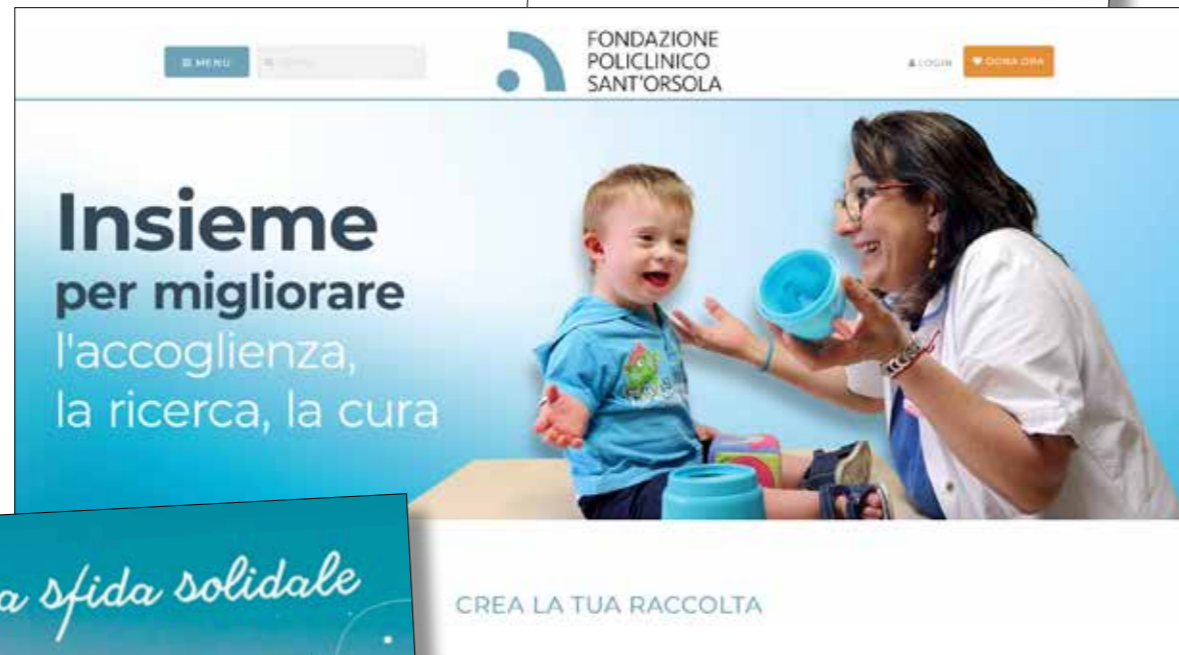 MENU
FONDAZIONE
POLICLINICO
SANT'ORSOLA
LOGIN
DONA ORA
Insieme
per migliorare
l'accoglienza,
la ricerca, la cura
a sfida solidale
CREA LA TUA RACCOLTA